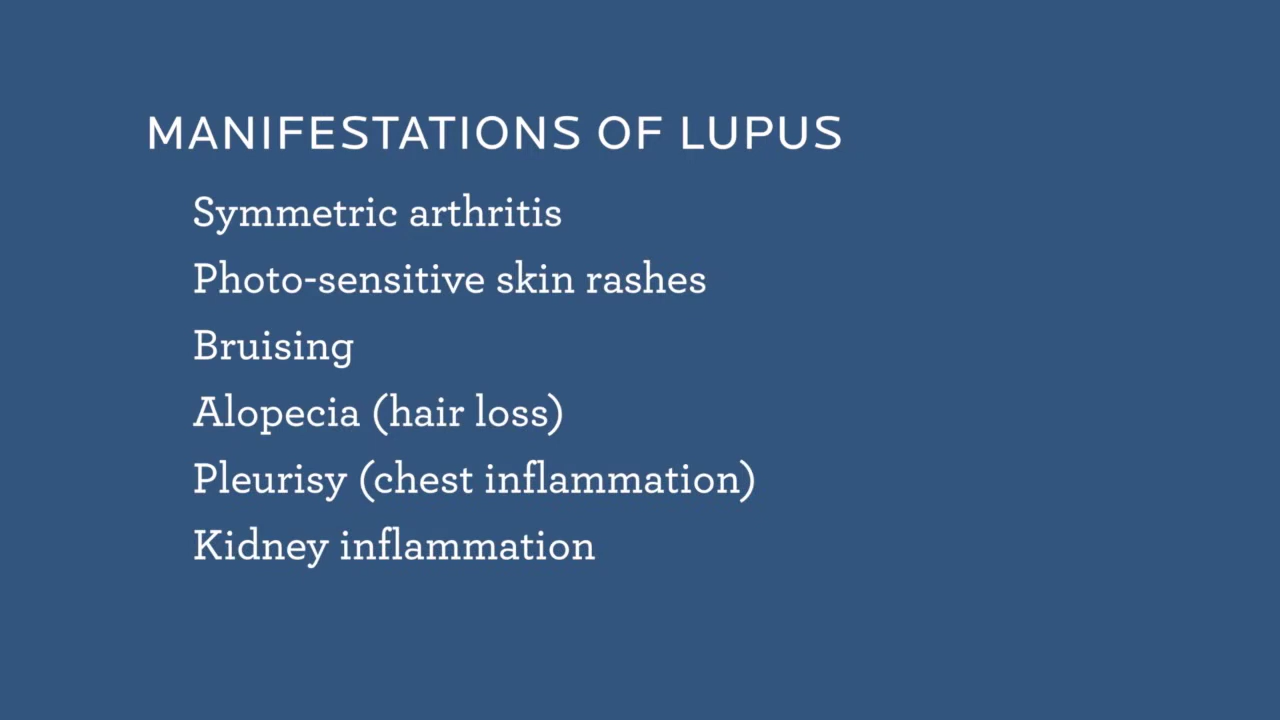 MANIFESTATIONS OF LUPUS
Symmetric arthritis
Photo-sensitive skin rashes
Bruising
Alopecia (hair loss)
Pleurisy (chest inflammation)
Kidney inflammation